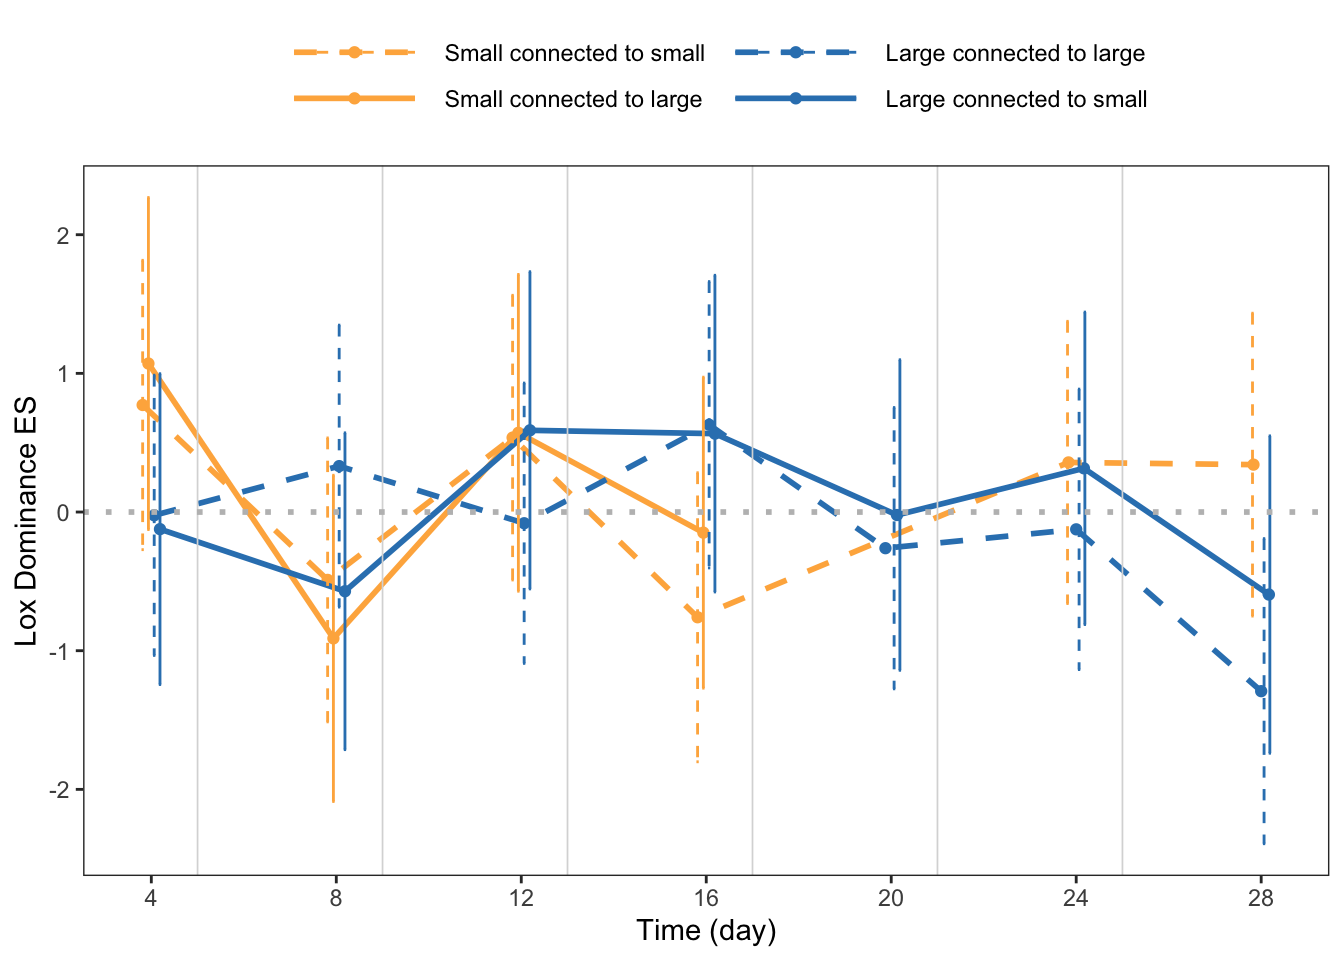 Small connected to small
Large connected to large
Small connected to large
Large connected to small
Lox Dominance ES
2
1
0
-1
-2
4
8
12
16
20
24
28
Time (day)